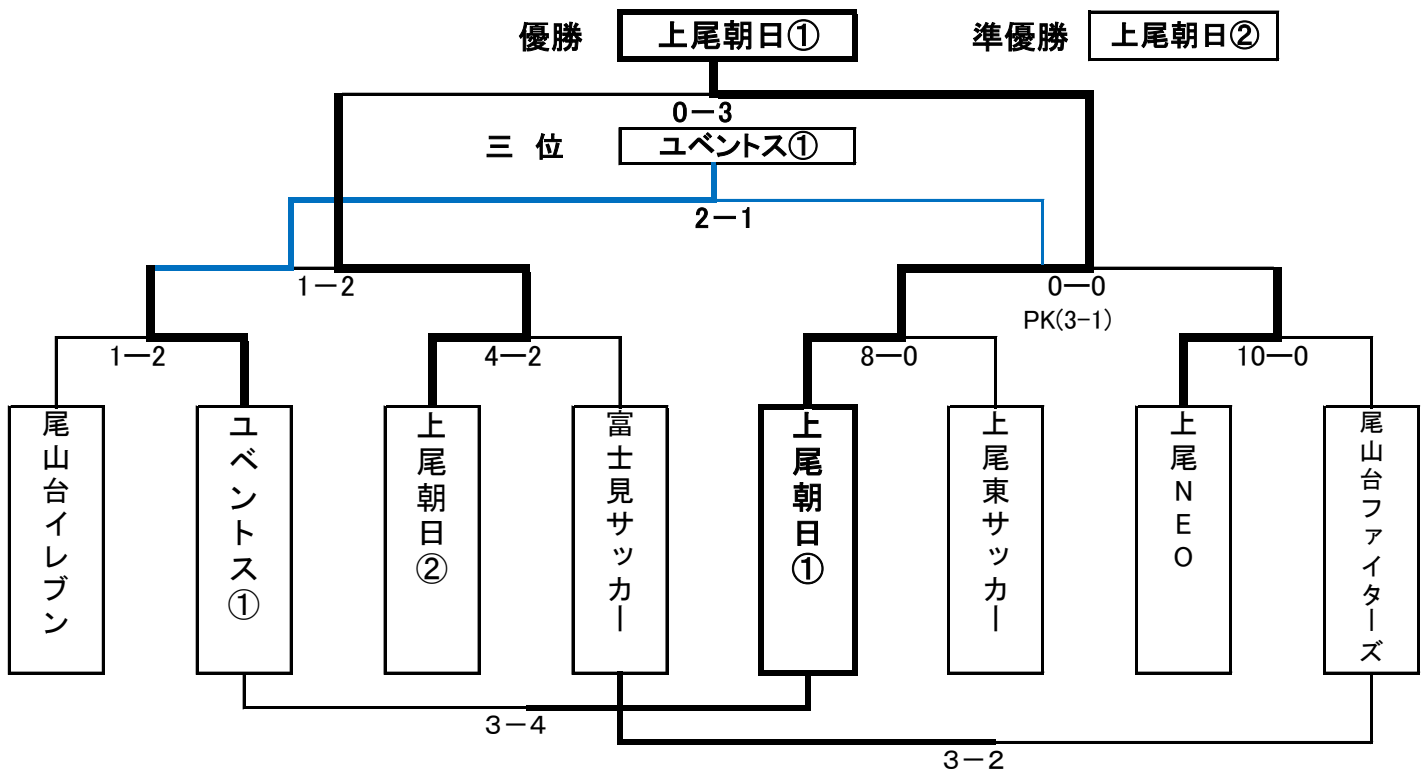 優勝
上尾朝日①
準優勝
上尾朝日②
0－3
三 位
ユベントス①
2－1
1－2
0－0
PK(3-1)
1－2
4－2
8－0
10－0
尾山台イレブン
ユベントス①
上尾朝日②
富士見サッカー
上尾朝日①
上尾東サッカー
上尾NEO
尾山台ファイターズ
3－4
3－2